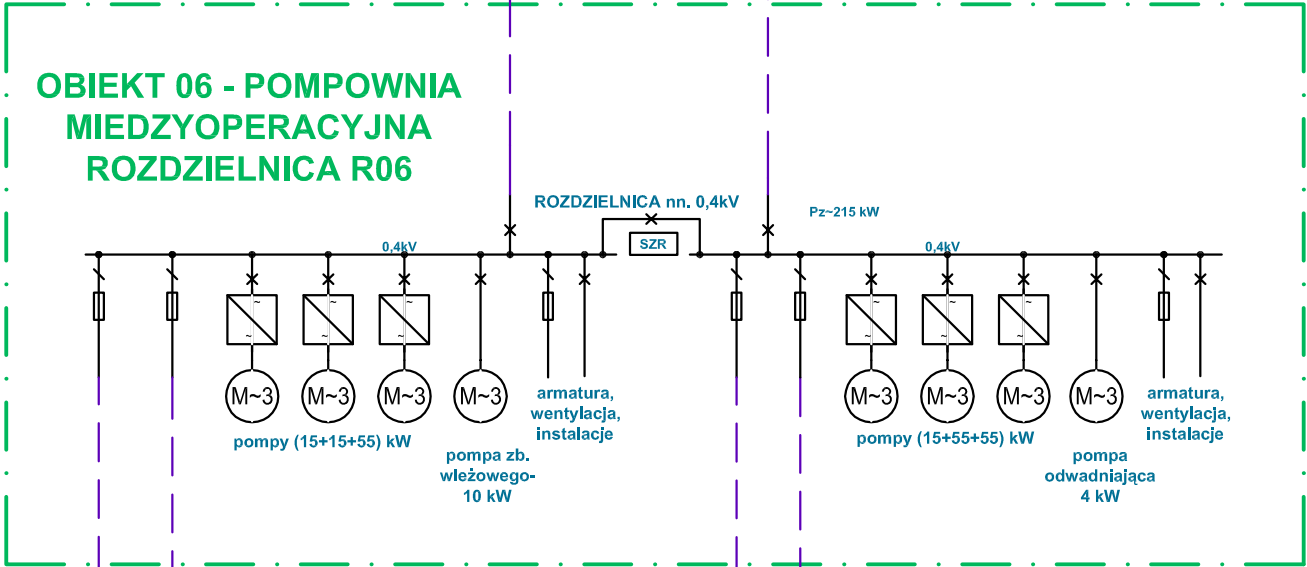 OBIEKT 06 - POMPOWNIA
MIEDZYOPERACYJNA
ROZDZIELNICA R06
ROZDZIELNICA nn. 0,4kV
Pz~215 kW
SZR
0,4kV
0,4kV
~
~
~
~
~
~
~
~
~
~
~
~
M~3
M~3
M~3
M~3
M~3
M~3
M~3
M~3
pompy (15+15+55) kW
pompa zb.
wleżowego-
10 kW
armatura,
wentylacja,
instalacje
pompy (15+55+55) kW
pompa
odwadniająca
4 kW
armatura,
wentylacja,
instalacje